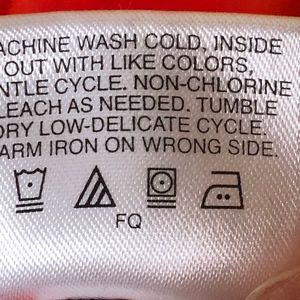 ACHINE WASH COLD, INSIDE
OUT WITH LIKE COLORS,
NTLE CYCLE. NON-CHLORINE
LEACH AS NEEDED. TUMBLE
DRY LOW-DELICATE CYCLE.
ARM IRON ON WRONG SIDE.
FQ